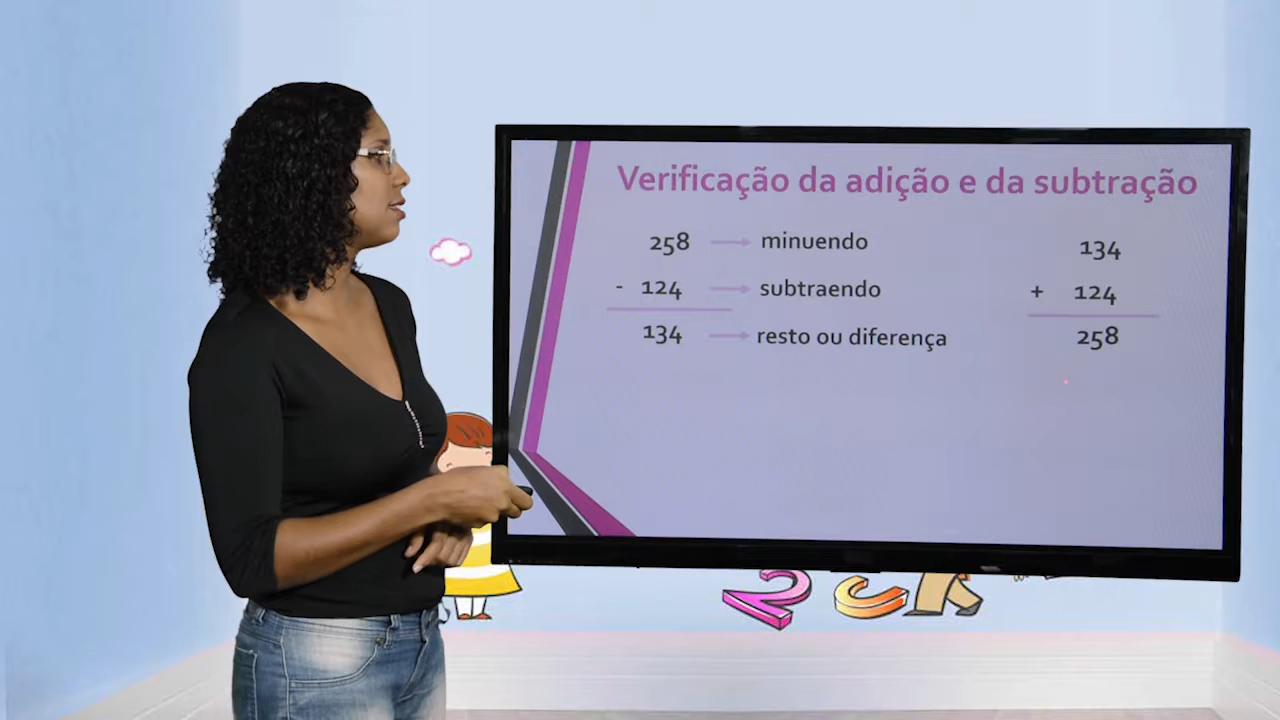 Verificação da adição e da subtração
258 minuendo
- 124 subtraendo
134 resto ou diferença
134
+ 124
258